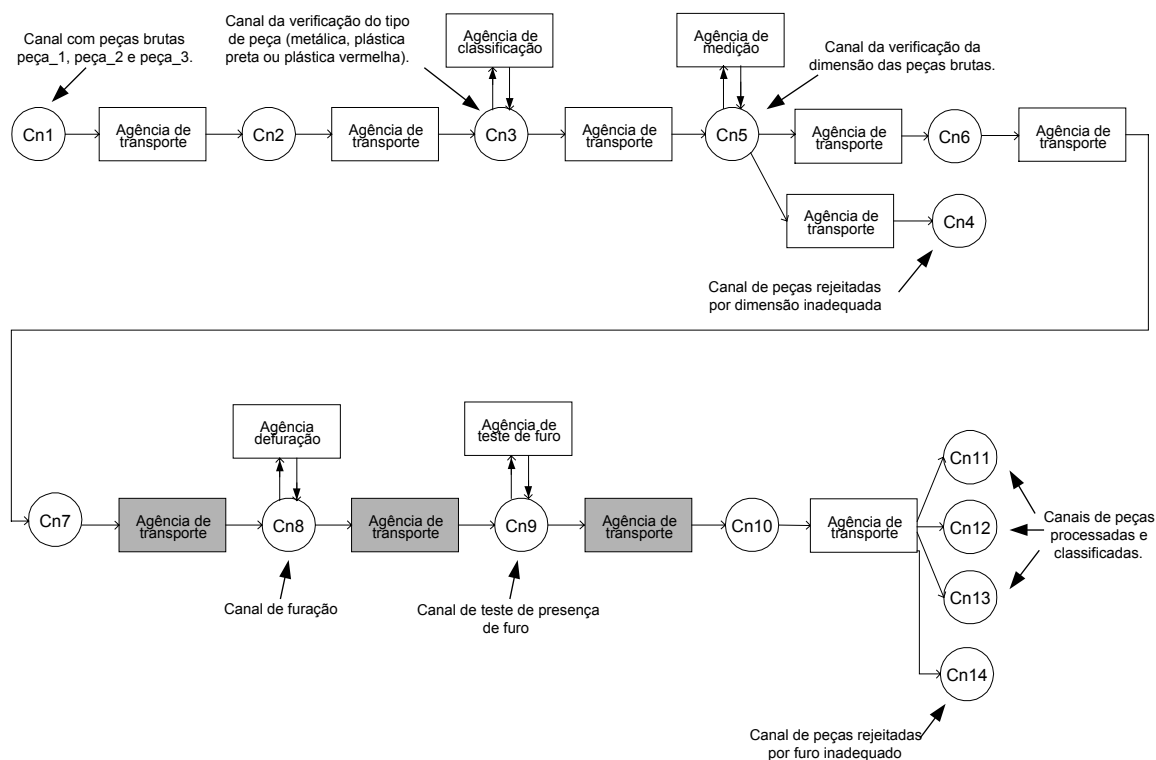 Canal com peças brutas
peça_1, peça_2 e peça_3.
Canal da verificação do tipo
de peça (metálica, plástica
preta ou plástica vermelha).
Agência de
classificação
Agência de
medição
Canal da verificação da
dimensão das peças brutas.
Cn1
Agência de
transporte
Cn2
Agência de
transporte
Cn3
Agência de
transporte
Cn5
Agência de
transporte
Cn6
Agência de
transporte
Agência de
transporte
Cn4
Canal de peças rejeitadas
por dimensão inadequada
Agência
defuração
Agência de
teste de furo
Cn7
Agência de
transporte
Cn8
Agência de
transporte
Cn9
Agência de
transporte
Cn10
Agência de
transporte
Cn11
Cn12
Cn13
Canais de peças
processadas e
classificadas.
Canal de furação
Canal de teste de presença
de furo
Cn14
Canal de peças rejeitadas
por furo inadequado